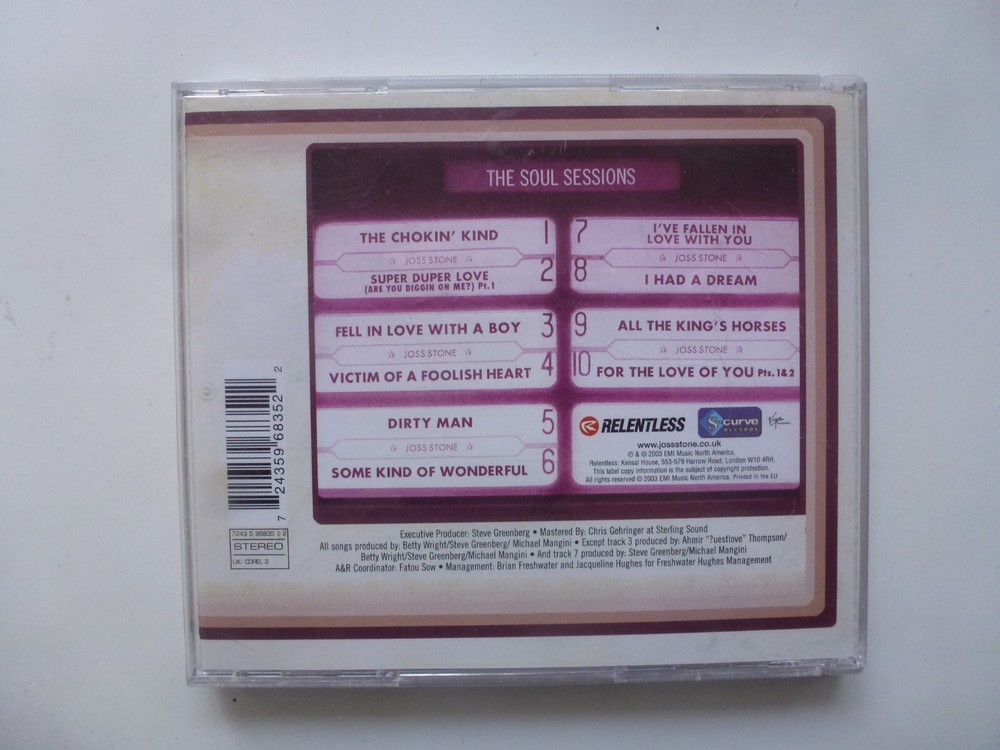 THE SOUL SESSIONS
THE CHOKIN' KIND 1
☆ JOSS STONE ☆
SUPER DUPER LOVE 2
(ARE YOU DIGGIN ON ME?) Pt.1
FELL IN LOVE WITH A BOY 3
☆ JOSS STONE ☆
VICTIM OF A FOOLISH HEART 4
DIRTY MAN 5
☆ JOSS STONE ☆
SOME KIND OF WONDERFUL 6
7 I'VE FALLEN IN
LOVE WITH YOU
☆ JOSS STONE ☆
8 I HAD A DREAM
9 ALL THE KING'S HORSES
☆ JOSS STONE ☆
10 FOR THE LOVE OF YOU Pts.1&2
RELENTLESS S curve RECORDS Virgin
www.jossstone.co.uk
℗ & © 2003 EMI Music North America.
Relentless: Kensal House, 553-579 Harrow Road, London W10 4RH.
This label copy information is the subject of copyright protection.
All rights reserved © 2003 EMI Music North America. Printed in the EU
7 24359 68352 2
7243 5 96835 2 2
STEREO
UK: CDREL 2
Executive Producer: Steve Greenberg • Mastered By: Chris Gehringer at Sterling Sound
All songs produced by: Betty Wright/Steve Greenberg/ Michael Mangini • Except track 3 produced by: Ahmir "?uestlove" Thompson/
Betty Wright/Steve Greenberg/Michael Mangini • And track 7 produced by: Steve Greenberg/Michael Mangini
A&R Coordinator: Fatou Sow • Management: Brian Freshwater and Jacqueline Hughes for Freshwater Hughes Management